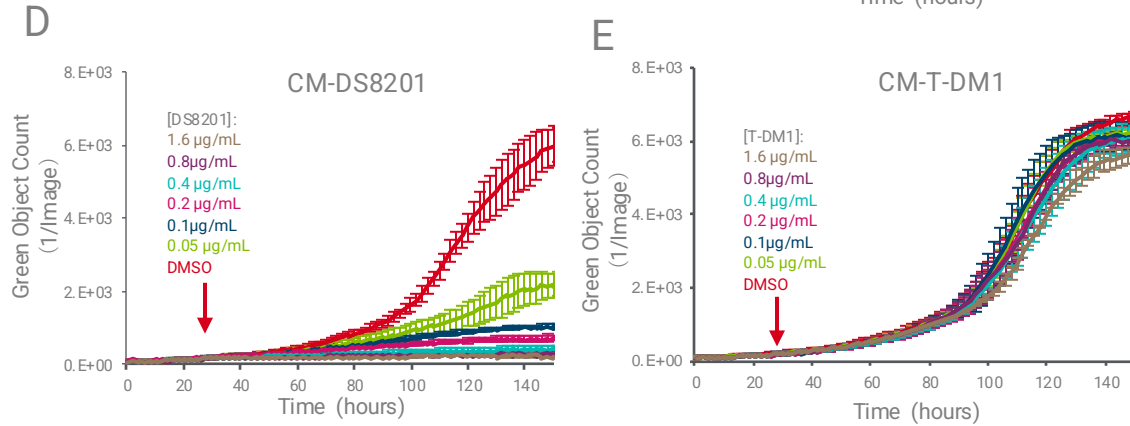 Time (hours)
D
E
CM-DS8201
8.E+03
6.E+03
4.E+03
2.E+03
0.E+00
Green Object Count
(1/Image)
[DS8201]:
1.6 µg/mL
0.8µg/mL
0.4 µg/mL
0.2 µg/mL
0.1µg/mL
0.05 µg/mL
DMSO
0 20 40 60 80 100 120 140
Time (hours)
CM-T-DM1
8.E+03
6.E+03
4.E+03
2.E+03
0.E+00
Green Object Count
(1/Image)
[T-DM1]:
1.6 µg/mL
0.8µg/mL
0.4 µg/mL
0.2 µg/mL
0.1µg/mL
0.05 µg/mL
DMSO
0 20 40 60 80 100 120 140
Time (hours)